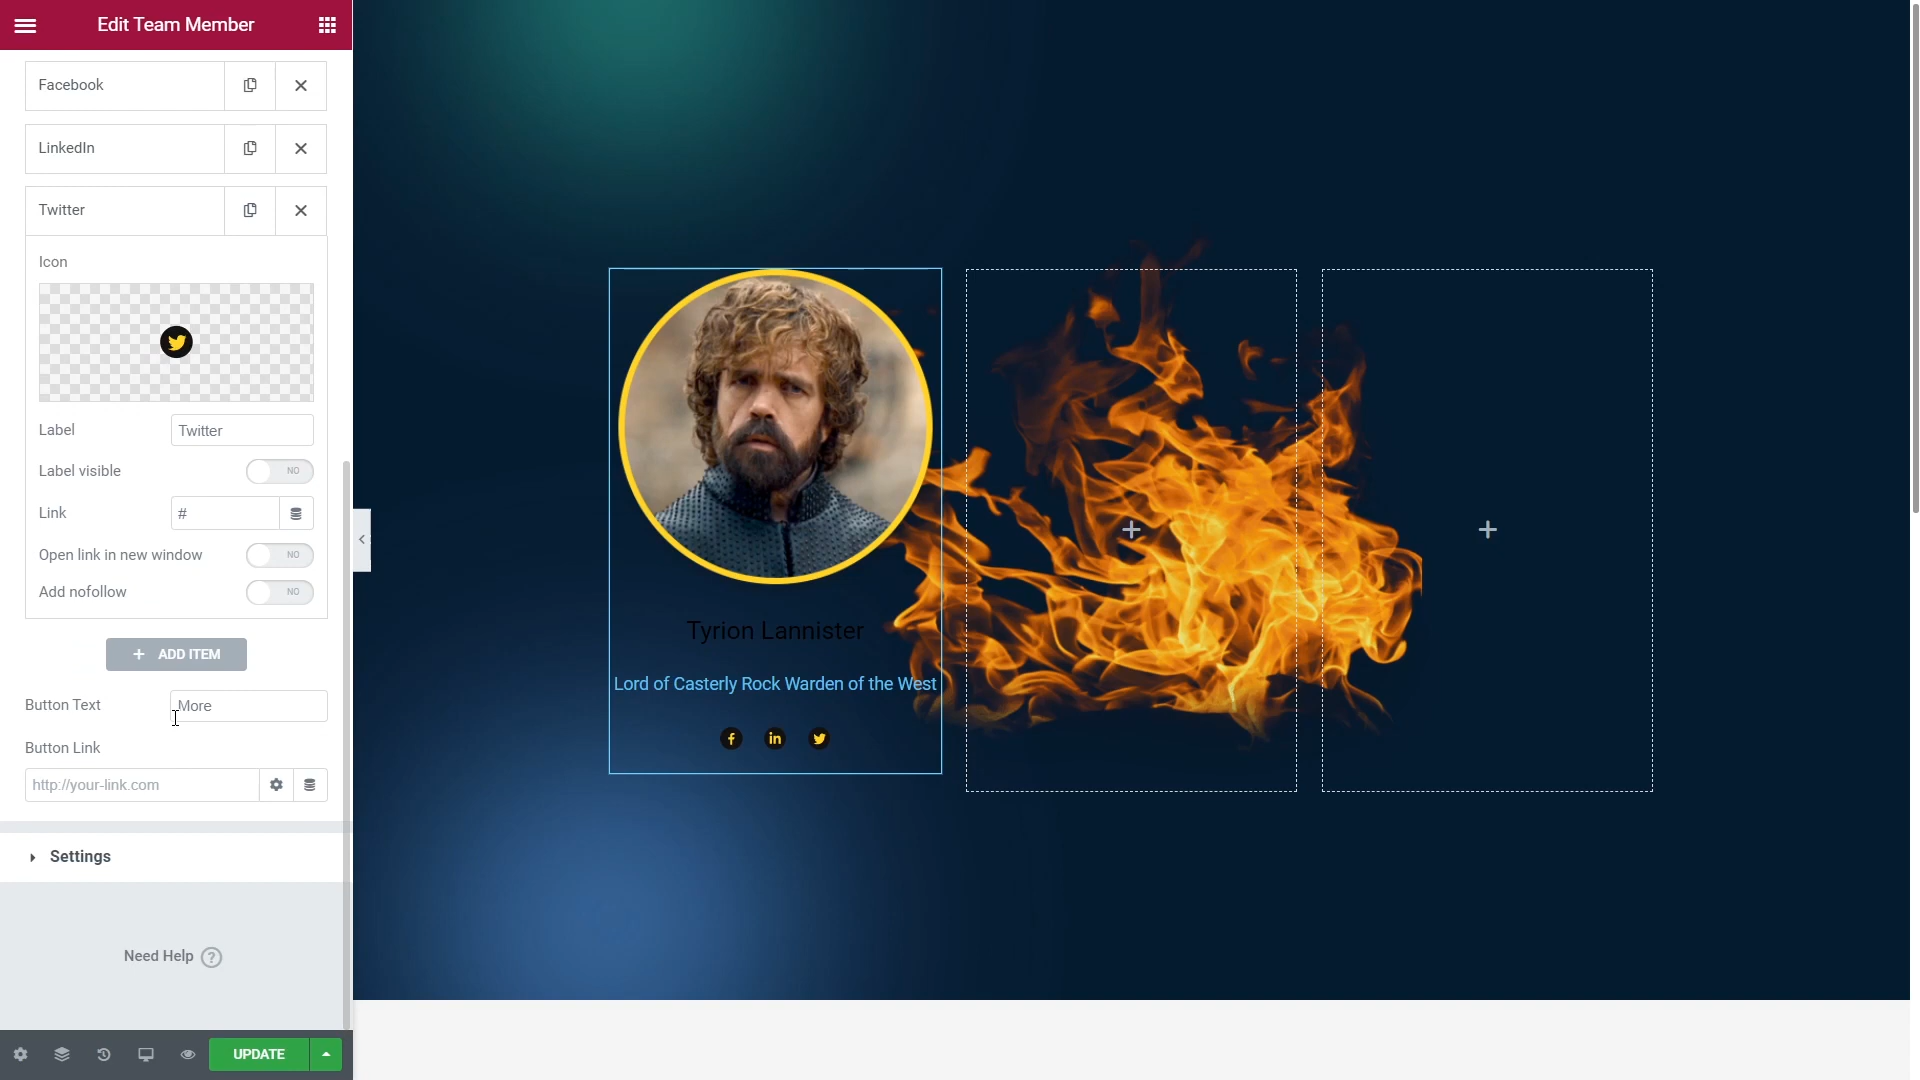 Edit Team Member
Facebook
LinkedIn
Twitter
Icon
Label
Twitter
Label visible
NO
Link
#
Open link in new window
NO
Add nofollow
NO
+ ADD ITEM
Button Text
More
Button Link
http://your-link.com
Settings
Need Help ?
UPDATE
Tyrion Lannister
Lord of Casterly Rock Warden of the West
f in
+
+